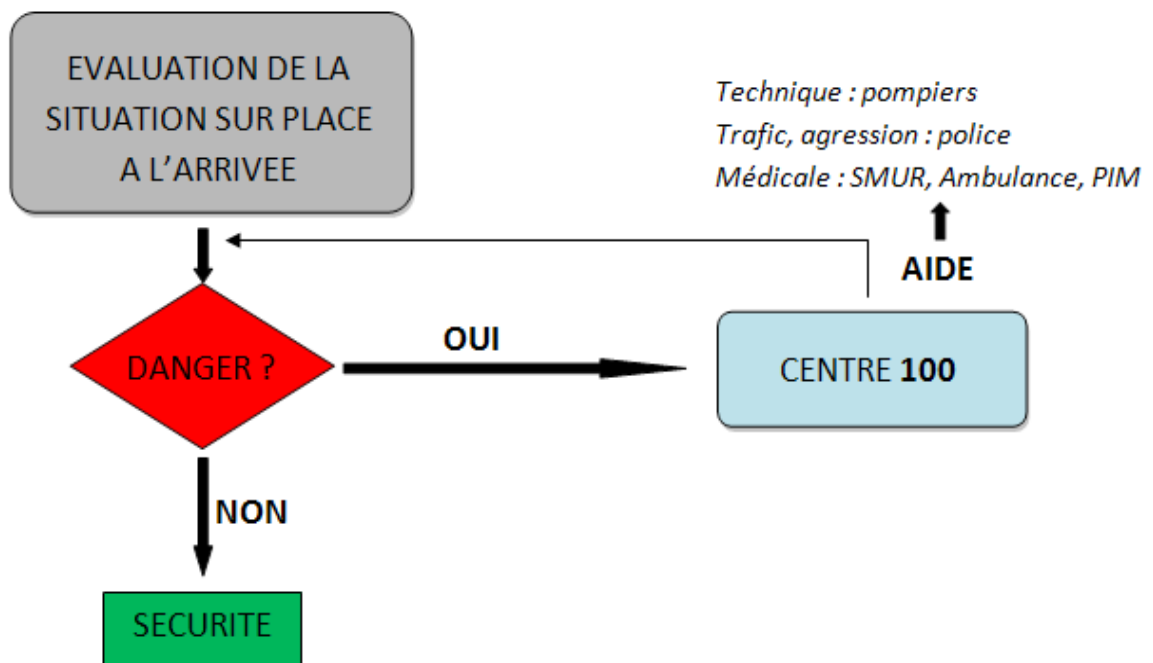 EVALUATION DE LA
SITUATION SUR PLACE
A L’ARRIVEE
Technique : pompiers
Trafic, agression : police
Médicale : SMUR, Ambulance, PIM
AIDE
DANGER ?
OUI
CENTRE 100
NON
SECURITE